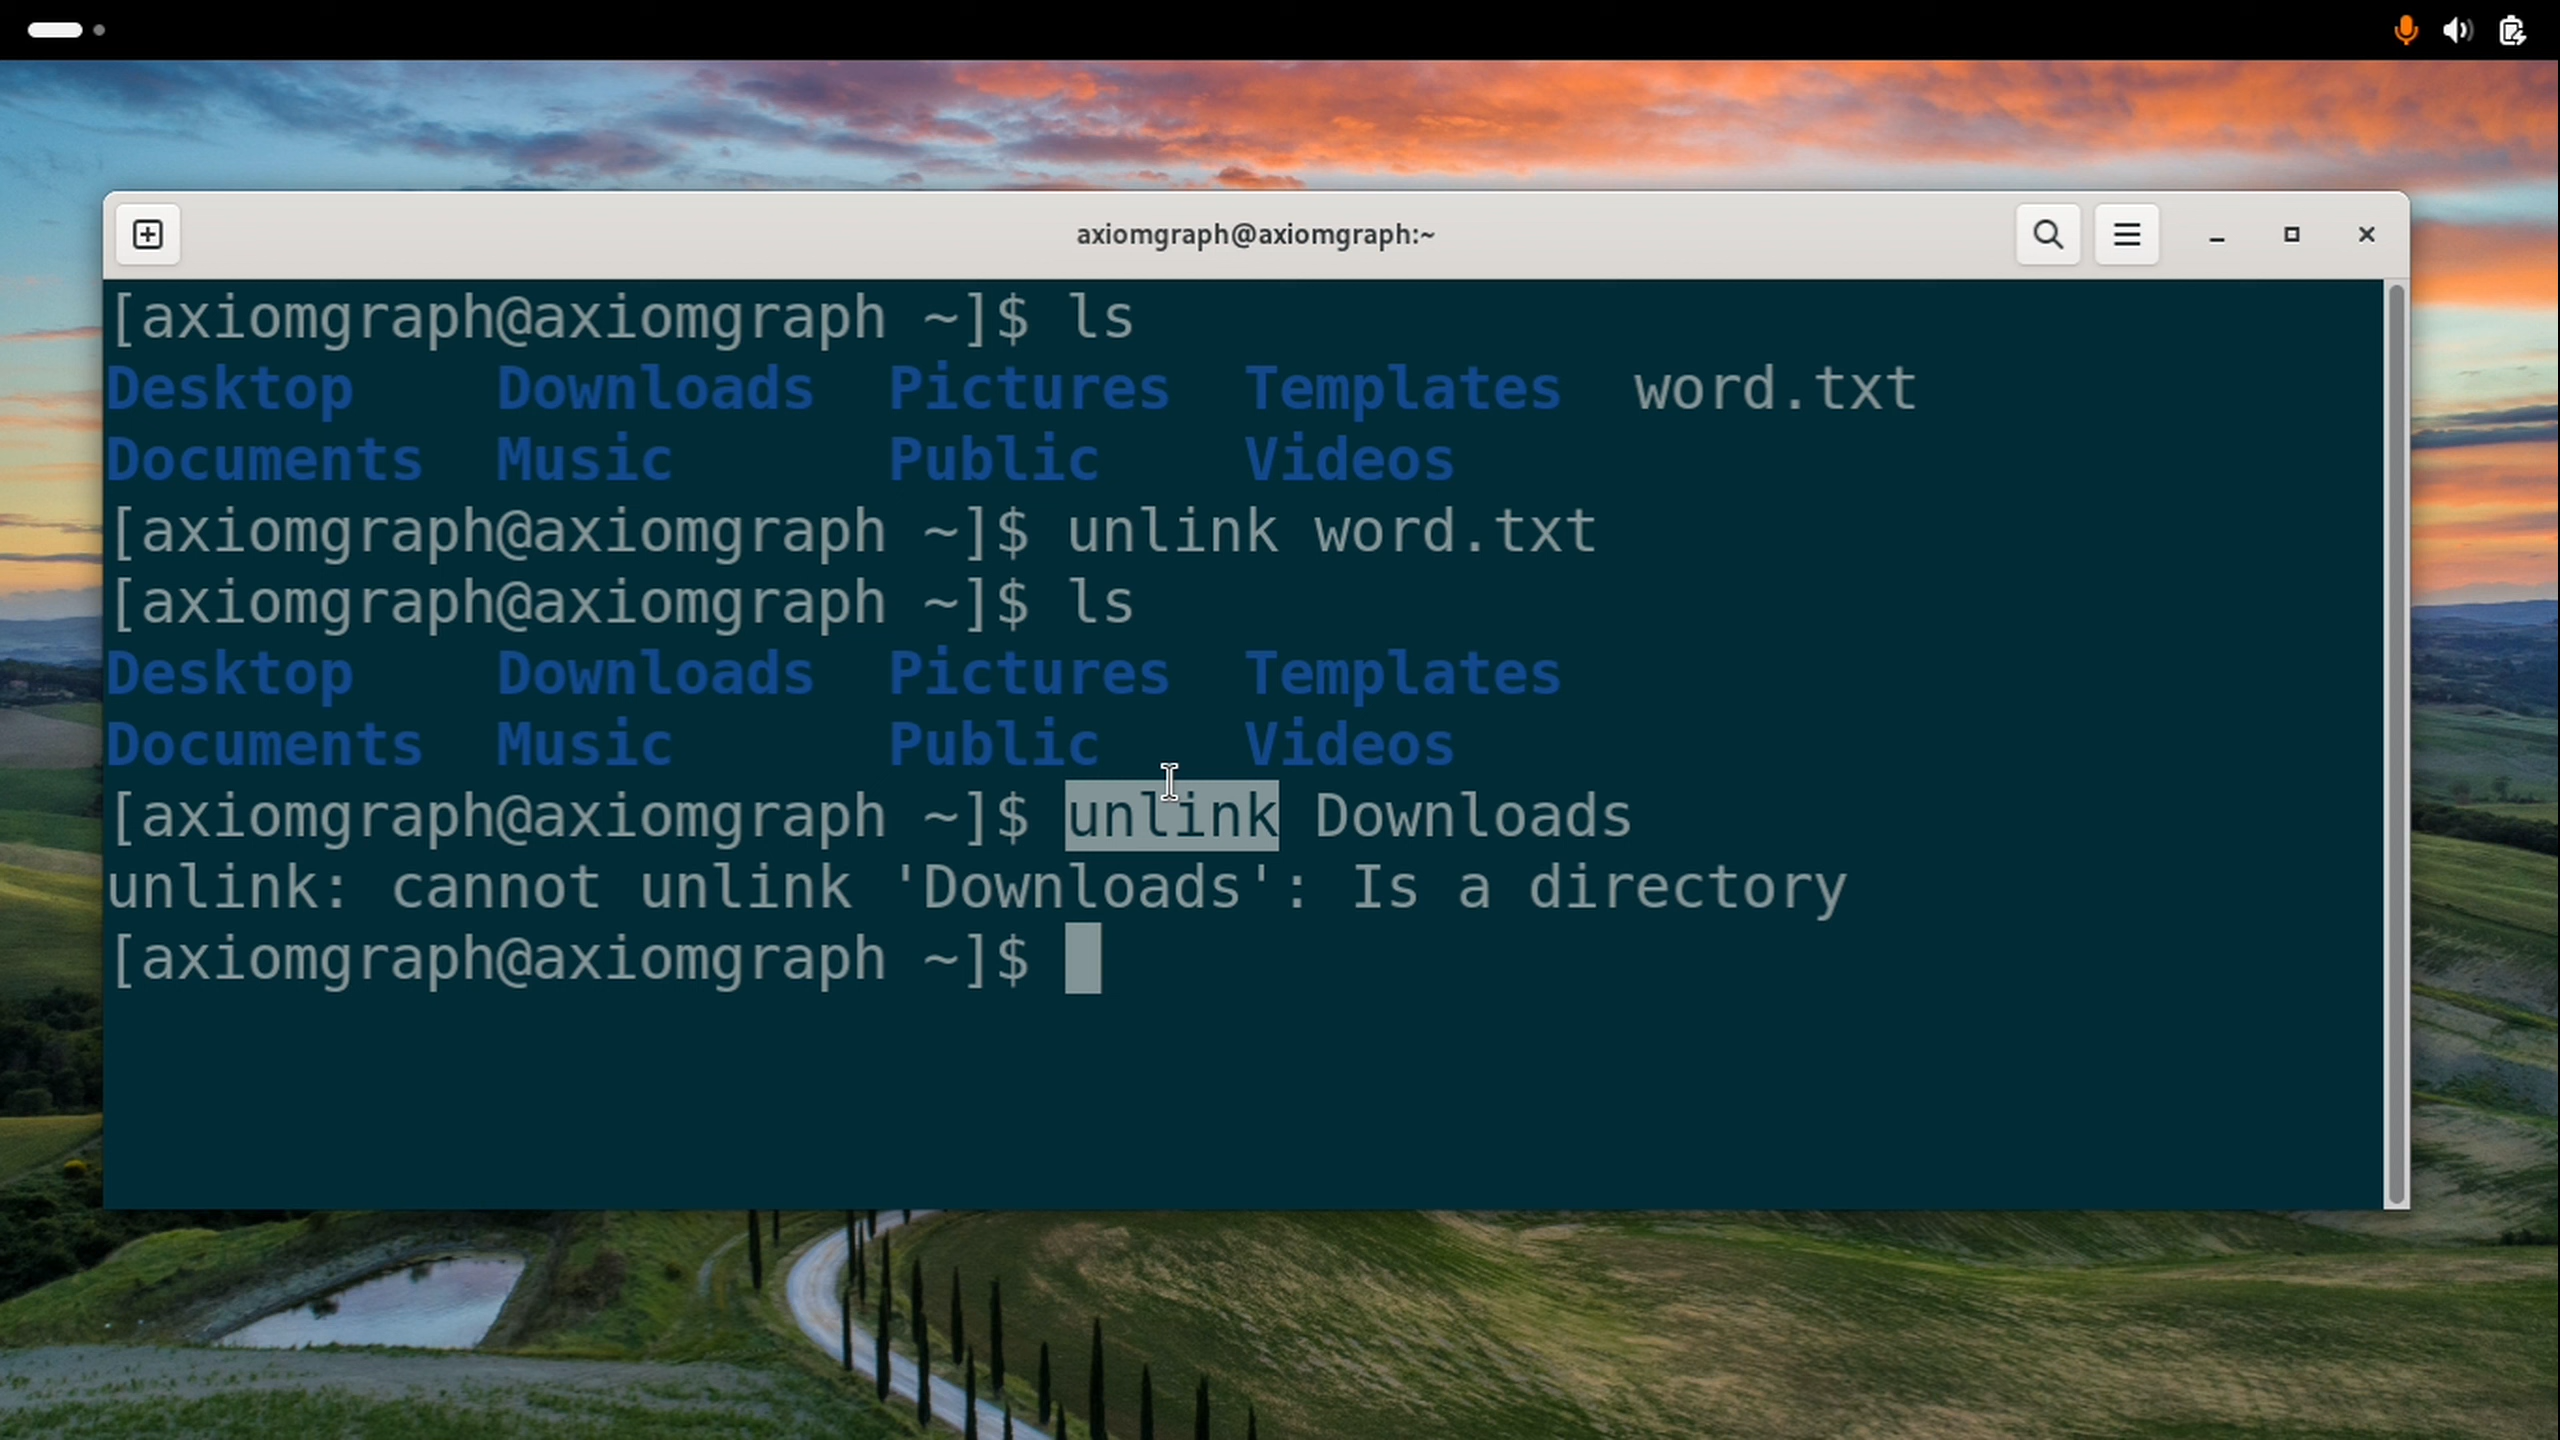 axiomgraph@axiomgraph:~
[axiomgraph@axiomgraph ~]$ ls
Desktop Downloads Pictures Templates word.txt
Documents Music Public Videos
[axiomgraph@axiomgraph ~]$ unlink word.txt
[axiomgraph@axiomgraph ~]$ ls
Desktop Downloads Pictures Templates
Documents Music Public Videos
[axiomgraph@axiomgraph ~]$ unlink Downloads
unlink: cannot unlink 'Downloads': Is a directory
[axiomgraph@axiomgraph ~]$